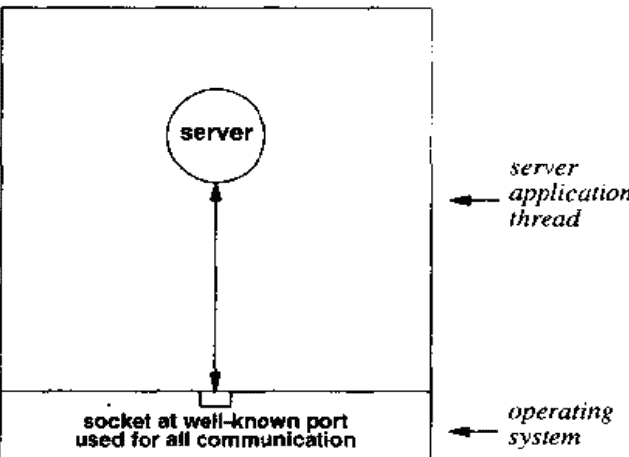 server
server
application
thread
socket at well-known port
used for all communication
operating
system